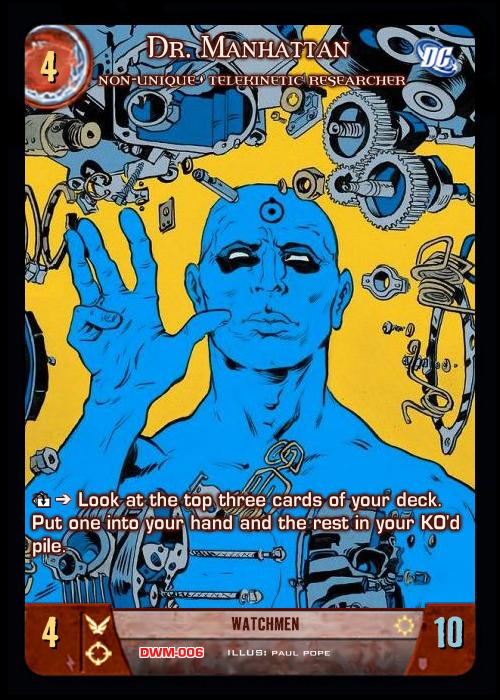 4
Dr. Manhattan
DC
Non-Unique • Telekinetic Researcher
➔ Look at the top three cards of your deck.
Put one into your hand and the rest in your KO'd
pile.
4
Watchmen
10
DWM-006
Illus: Paul Pope